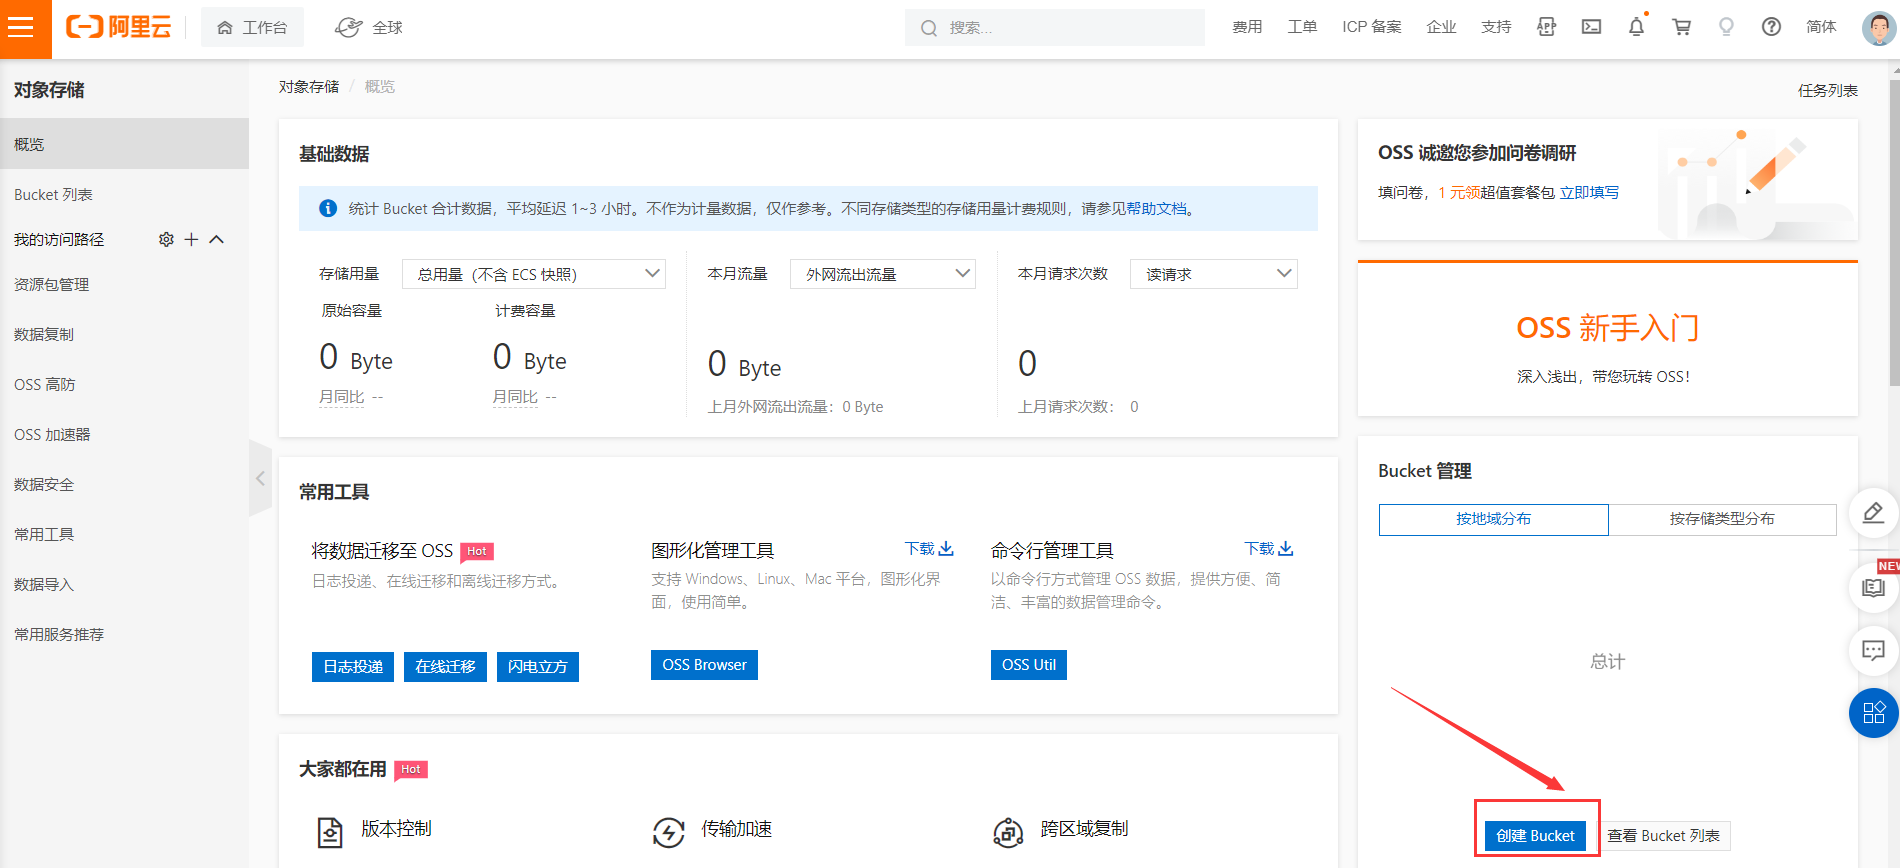 阿里云
工作台
全球
搜索...
费用
工单
ICP 备案
企业
支持
APP
简体
对象存储
概览
Bucket 列表
我的访问路径
资源包管理
数据复制
OSS 高防
OSS 加速器
数据安全
常用工具
数据导入
常用服务推荐
对象存储 / 概览
任务列表
基础数据
统计 Bucket 合计数据，平均延迟 1~3 小时。不作为计量数据，仅作参考。不同存储类型的存储用量计费规则，请参见帮助文档。
存储用量
总用量（不含 ECS 快照）
原始容量
计费容量
0 Byte
0 Byte
月同比 --
月同比 --
本月流量
外网流出流量
0 Byte
上月外网流出流量：0 Byte
本月请求次数
读请求
0
上月请求次数： 0
常用工具
将数据迁移至 OSS Hot
日志投递、在线迁移和离线迁移方式。
日志投递
在线迁移
闪电立方
图形化管理工具
下载
支持 Windows、Linux、Mac 平台，图形化界
面，使用简单。
OSS Browser
命令行管理工具
下载
以命令行方式管理 OSS 数据，提供方便、简
洁、丰富的数据管理命令。
OSS Util
大家都在用 Hot
版本控制
传输加速
跨区域复制
OSS 诚邀您参加问卷调研
填问卷，1 元领超值套餐包 立即填写
OSS 新手入门
深入浅出，带您玩转 OSS！
Bucket 管理
按地域分布
按存储类型分布
NEW
总计
创建 Bucket
查看 Bucket 列表